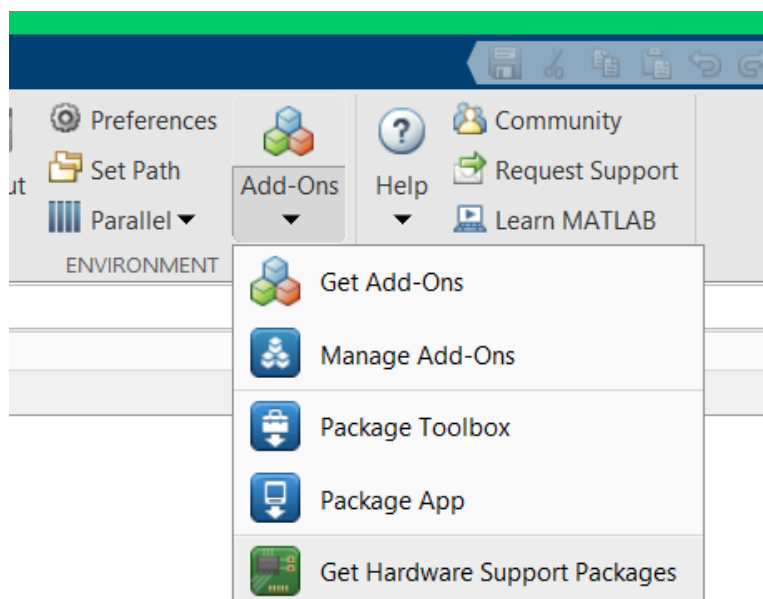 Preferences
Set Path
Parallel
Add-Ons
ENVIRONMENT
Help
Community
Request Support
Learn MATLAB
Get Add-Ons
Manage Add-Ons
Package Toolbox
Package App
Get Hardware Support Packages